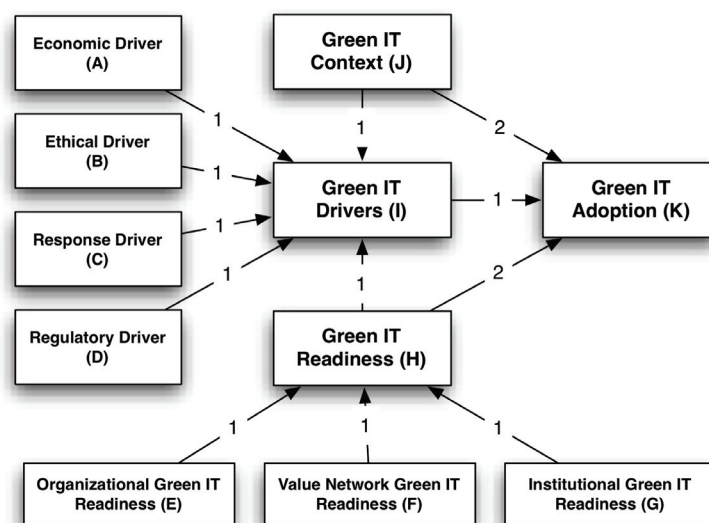 Economic Driver
(A)
Green IT
Context (J)
1
1
2
Ethical Driver
(B)
1
Green IT
Drivers (I)
1
Green IT
Adoption (K)
Response Driver
(C)
1
1
1
2
Regulatory Driver
(D)
Green IT
Readiness (H)
1
1
1
Organizational Green IT
Readiness (E)
Value Network Green IT
Readiness (F)
Institutional Green IT
Readiness (G)